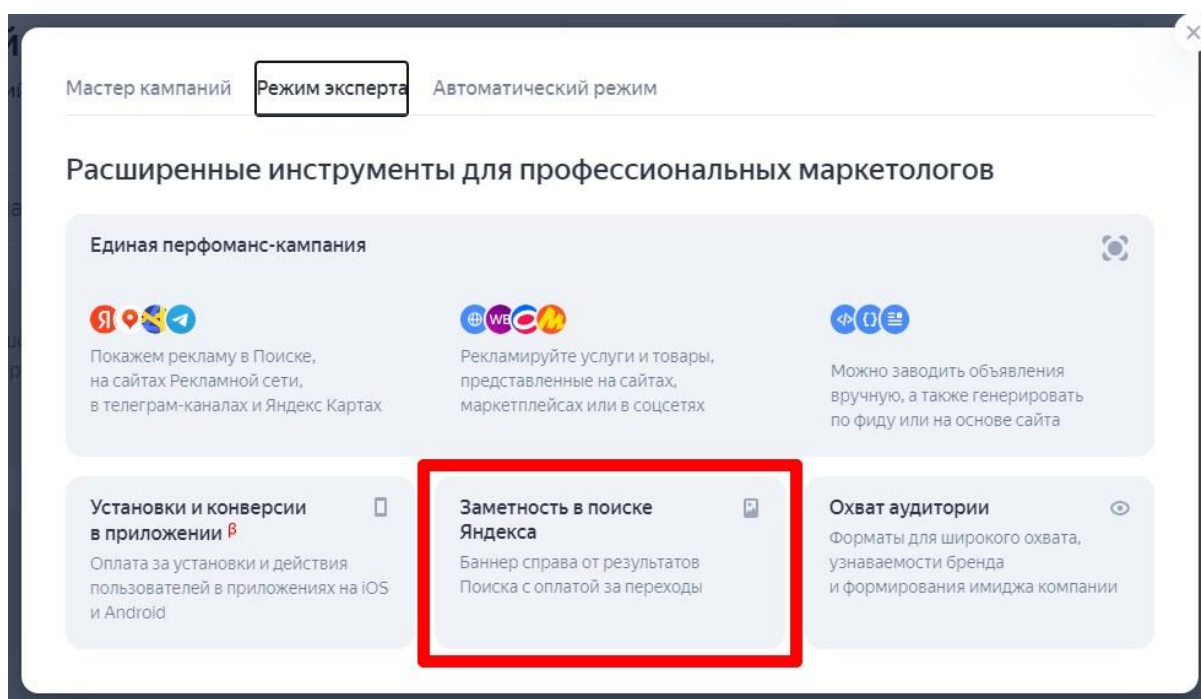 Мастер кампаний Режим эксперта Автоматический режим
Расширенные инструменты для профессиональных маркетологов
Единая перфоманс-кампания
Я
Покажем рекламу в Поиске,
на сайтах Рекламной сети,
в телеграм-каналах и Яндекс Картах
WB
Рекламируйте услуги и товары,
представленные на сайтах,
маркетплейсах или в соцсетях
Можно заводить объявления
вручную, а также генерировать
по фиду или на основе сайта
Установки и конверсии
в приложении β
Оплата за установки и действия
пользователей в приложениях на iOS
и Android
Заметность в поиске
Яндекса
Баннер справа от результатов
Поиска с оплатой за переходы
Охват аудитории
Форматы для широкого охвата,
узнаваемости бренда
и формирования имиджа компании